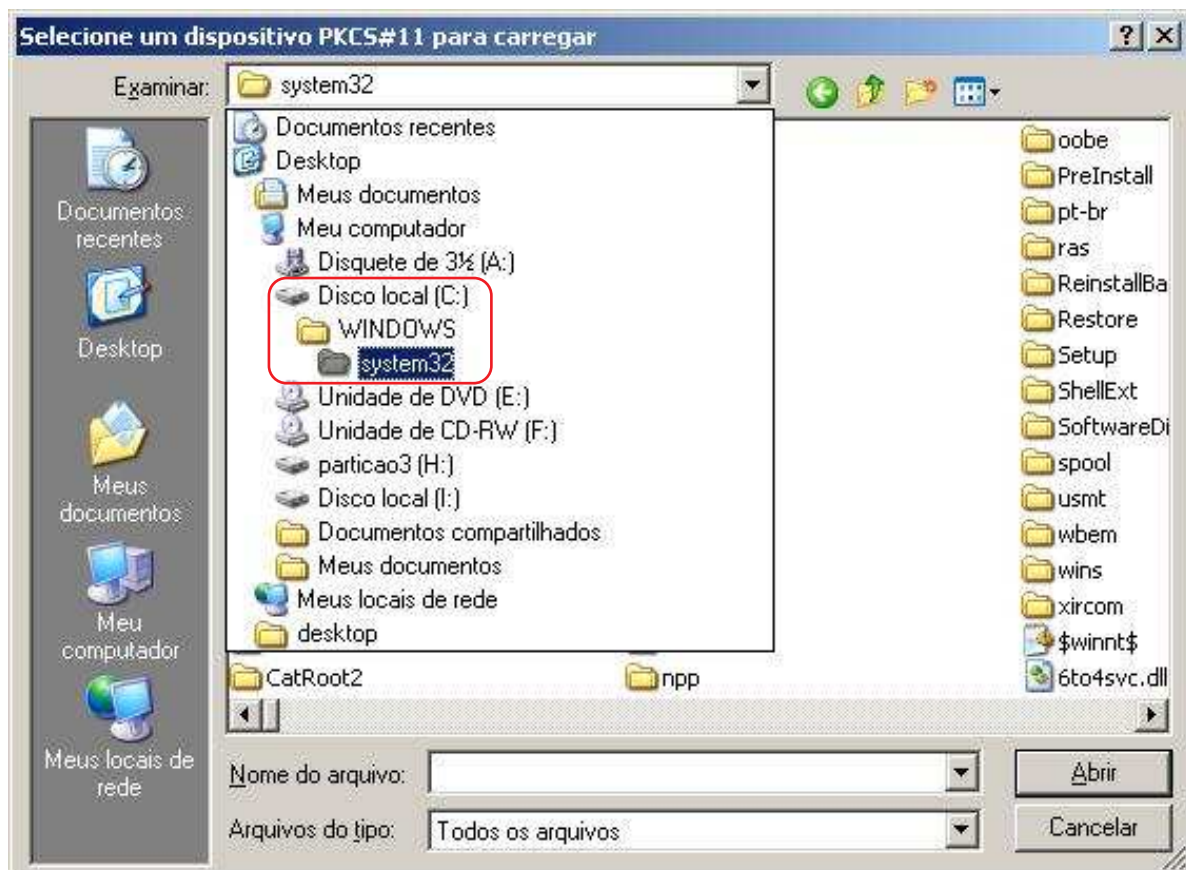 Selecione um dispositivo PKCS#11 para carregar
Examinar:
system32
Documentos recentes
Desktop
Meus documentos
Meu computador
Disquete de 3½ (A:)
Disco local (C:)
WINDOWS
system32
Unidade de DVD (E:)
Unidade de CD-RW (F:)
particao3 (H:)
Disco local (I:)
Documentos compartilhados
Meus documentos
Meus locais de rede
desktop
Documentos
recentes
Desktop
Meus
documentos
Meu
computador
Meus locais de
rede
CatRoot2
npp
oobe
PreInstall
pt-br
ras
ReinstallBa
Restore
Setup
ShellExt
SoftwareDi
spool
usmt
wbem
wins
xircom
$winnt$
6to4svc.dll
Nome do arquivo:
Abrir
Arquivos do tipo:
Todos os arquivos
Cancelar